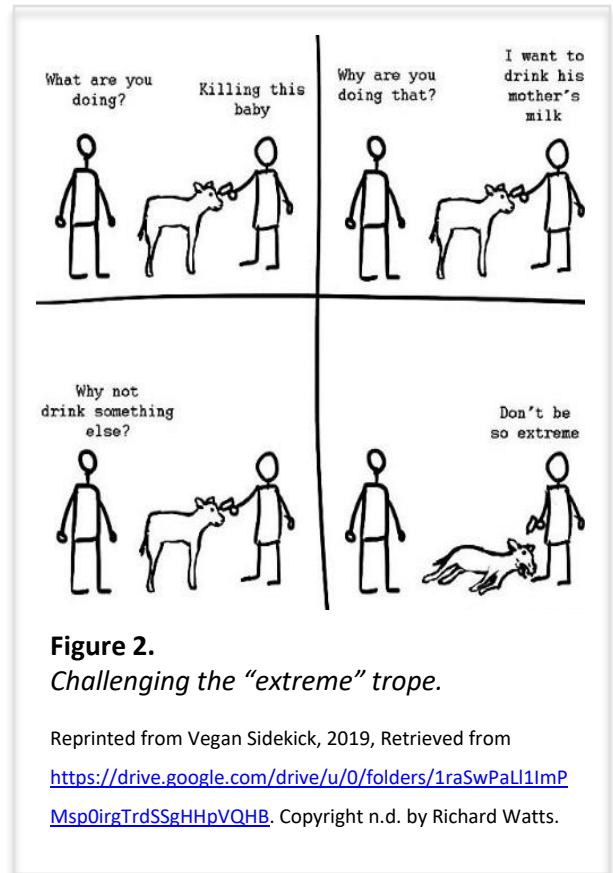 What are you
doing?
Killing this
baby
Why are you
doing that?
I want to
drink his
mother's
milk
Why not
drink something
else?
Don't be
so extreme
Figure 2.
Challenging the “extreme” trope.
Reprinted from Vegan Sidekick, 2019, Retrieved from
https://drive.google.com/drive/u/0/folders/1raSwPaLl1ImP
Msp0irgTrdSSgHHpVQHB. Copyright n.d. by Richard Watts.